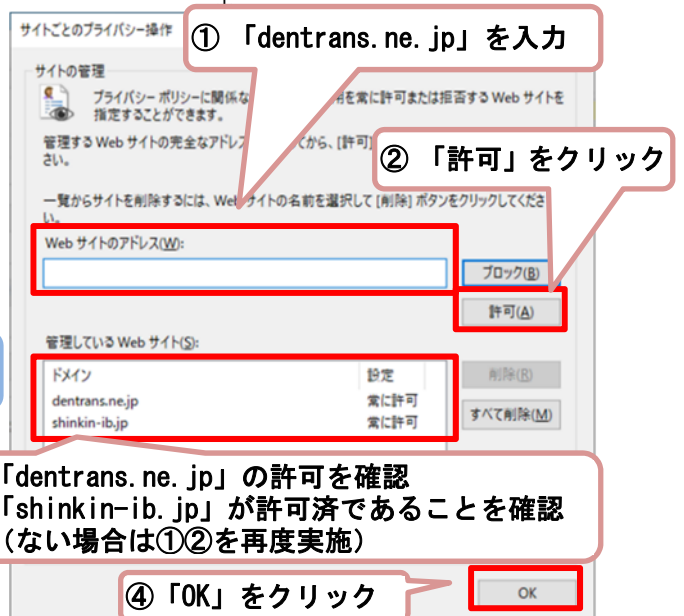 サイトごとのプライバシー操作
① 「dentrans.ne.jp」を入力
サイトの管理
プライバシー ポリシーに関係な 用を常に許可または拒否する Web サイトを
指定することができます。
管理する Web サイトの完全なアドレ てから、[許可]
さい。
② 「許可」をクリック
一覧からサイトを削除するには、Web サイトの名前を選択して [削除] ボタンをクリックしてくださ
い。
Web サイトのアドレス(W):
ブロック(B)
許可(A)
管理している Web サイト(S):
ドメイン 設定
削除(R)
dentrans.ne.jp 常に許可
すべて削除(M)
shinkin-ib.jp 常に許可
「dentrans.ne.jp」の許可を確認
「shinkin-ib.jp」が許可済であることを確認
(ない場合は①②を再度実施)
④「OK」をクリック
OK